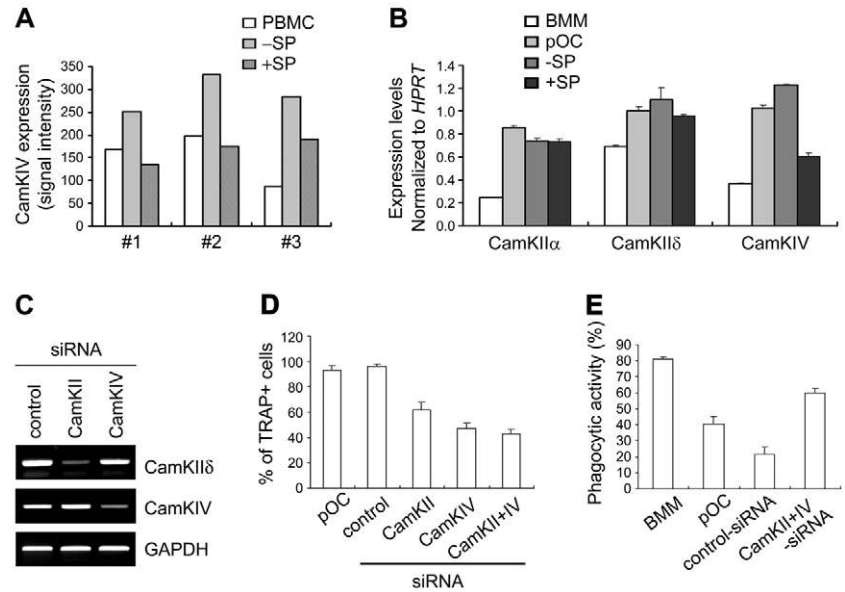 A
PBMC
–SP
+SP
CamKIV expression
(signal intensity)
350
300
250
200
150
100
50
0
#1 #2 #3
B
BMM
pOC
-SP
+SP
Expression levels
Normalized to HPRT
1.4
1.2
1.0
0.8
0.6
0.4
0.2
0.0
CamKIIα CamKIIδ CamKIV
C
siRNA
control CamKII CamKIV
CamKIIδ
CamKIV
GAPDH
D
% of TRAP+ cells
120
100
80
60
40
20
0
pOC control CamKII CamKIV CamKII+IV
siRNA
E
Phagocytic activity (%)
90
80
70
60
50
40
30
20
10
0
BMM pOC control-siRNA CamKII+IV
-siRNA